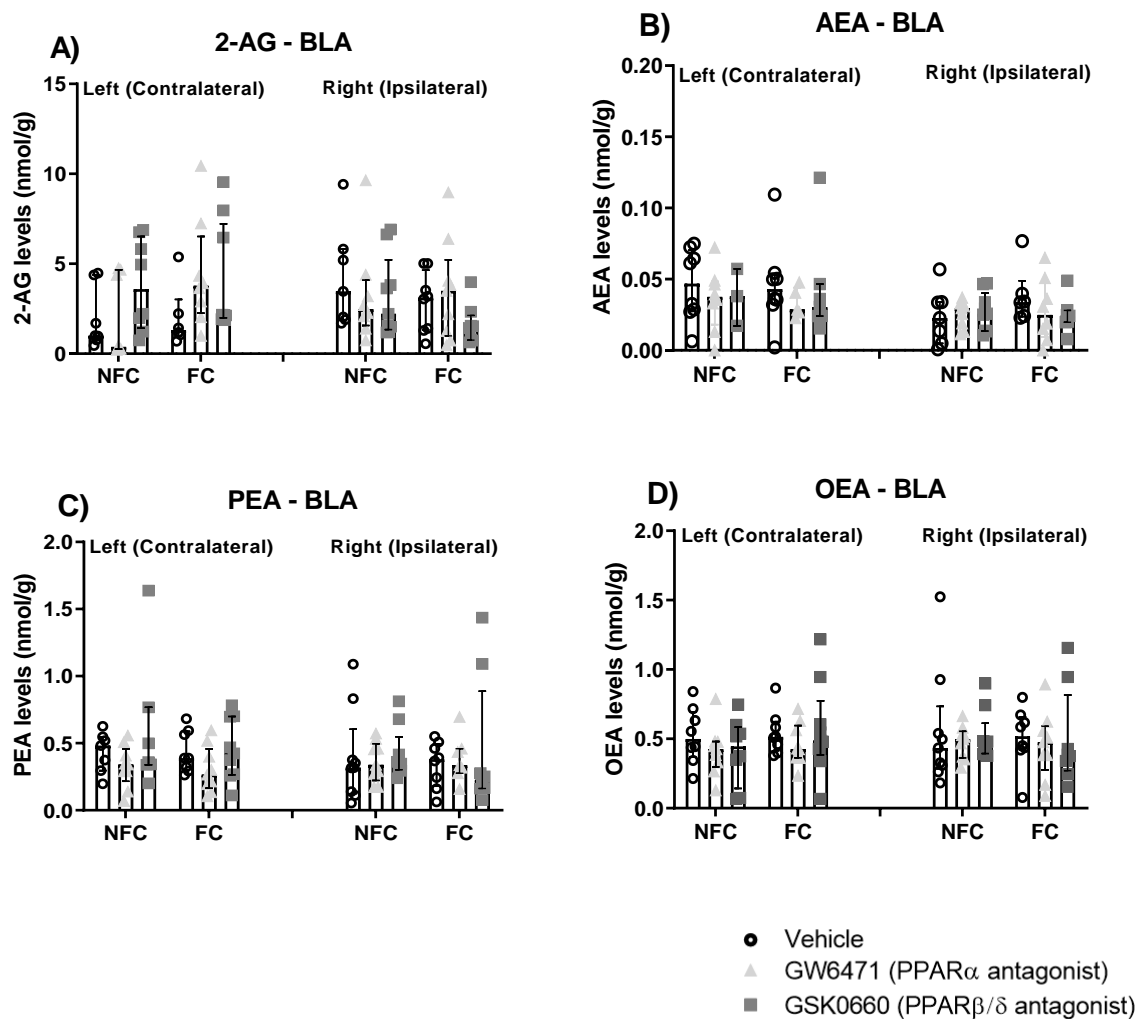 A)
2-AG - BLA
Left (Contralateral)
Right (Ipsilateral)
2-AG levels (nmol/g)
15
10
5
0
NFC
FC
NFC
FC
B)
AEA - BLA
Left (Contralateral)
Right (Ipsilateral)
AEA levels (nmol/g)
0.20
0.15
0.10
0.05
0.00
NFC
FC
NFC
FC
C)
PEA - BLA
Left (Contralateral)
Right (Ipsilateral)
PEA levels (nmol/g)
2.0
1.5
1.0
0.5
0.0
NFC
FC
NFC
FC
D)
OEA - BLA
Left (Contralateral)
Right (Ipsilateral)
OEA levels (nmol/g)
2.0
1.5
1.0
0.5
0.0
NFC
FC
NFC
FC
Vehicle
GW6471 (PPARα antagonist)
GSK0660 (PPARβ/δ antagonist)